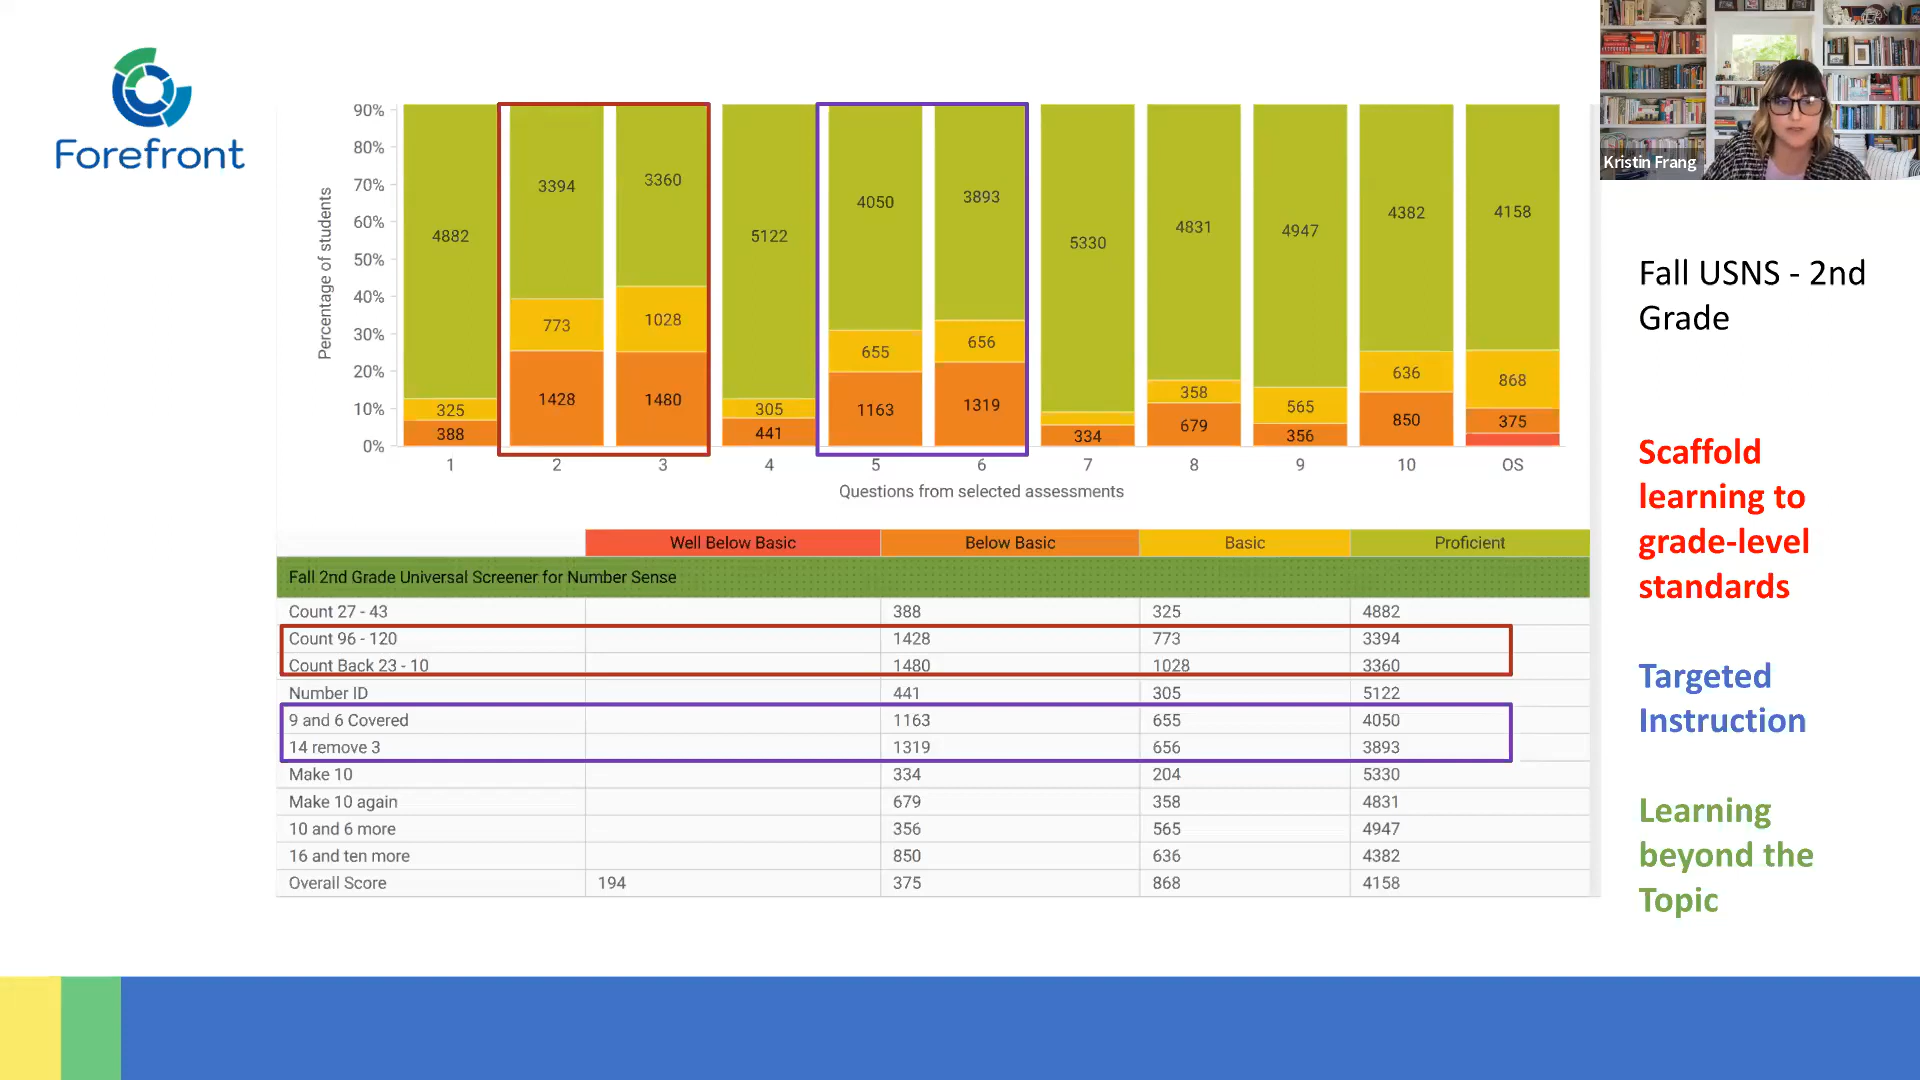 Forefront
Kristin Frang
Percentage of students
90%
80%
70%
60%
50%
40%
30%
20%
10%
0%
4882 3394 3360 5122 4050 3893 5330 4831 4947 4382 4158
325 773 1028 305 655 656 358 565 636 868
388 1428 1480 441 1163 1319 334 679 356 850 375
1 2 3 4 5 6 7 8 9 10 OS
Questions from selected assessments
Well Below Basic Below Basic Basic Proficient
Fall 2nd Grade Universal Screener for Number Sense
Count 27 - 43 388 325 4882
Count 96 - 120 1428 773 3394
Count Back 23 - 10 1480 1028 3360
Number ID 441 305 5122
9 and 6 Covered 1163 655 4050
14 remove 3 1319 656 3893
Make 10 334 204 5330
Make 10 again 679 358 4831
10 and 6 more 356 565 4947
16 and ten more 850 636 4382
Overall Score 194 375 868 4158
Fall USNS - 2nd
Grade
Scaffold
learning to
grade-level
standards
Targeted
Instruction
Learning
beyond the
Topic